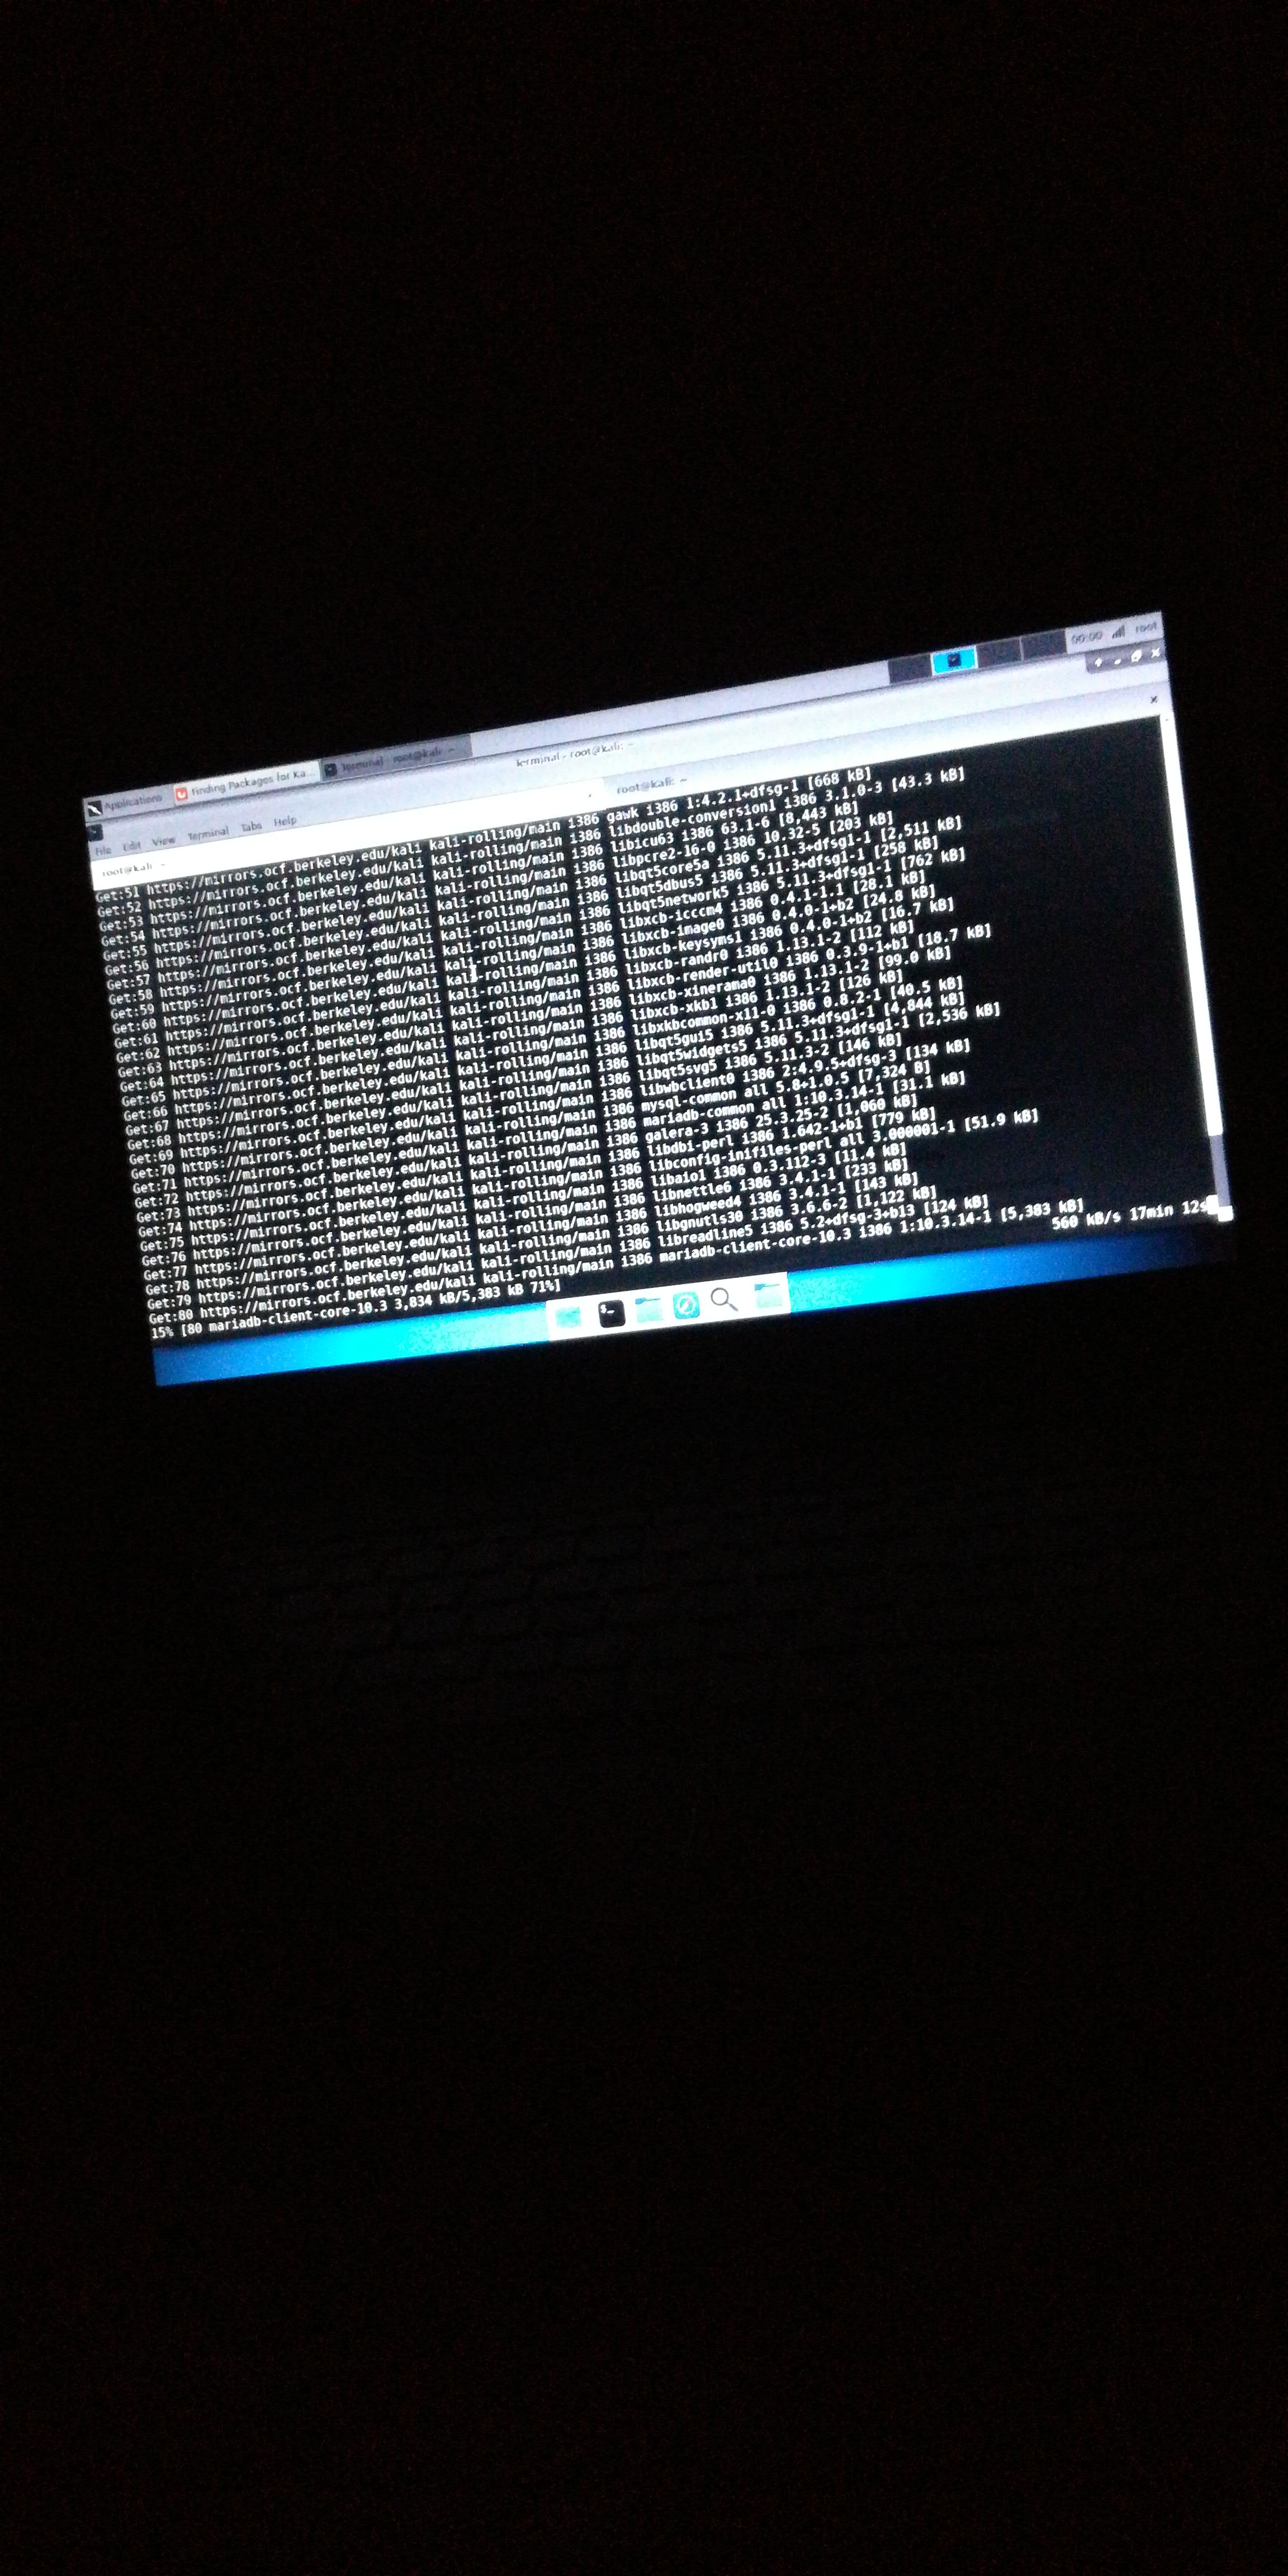 Applications
Finding Packages for Ka...
Terminal - root@kali: ~
00:00
root
Terminal - root@kali: ~
File Edit View Terminal Tabs Help
root@kali: ~
root@kali: ~
Get:51 https://mirrors.ocf.berkeley.edu/kali kali-rolling/main i386 gawk i386 1:4.2.1+dfsg-1 [668 kB]
Get:52 https://mirrors.ocf.berkeley.edu/kali kali-rolling/main i386 libdouble-conversion1 i386 3.1.0-3 [43.3 kB]
Get:53 https://mirrors.ocf.berkeley.edu/kali kali-rolling/main i386 libicu63 i386 63.1-6 [8,443 kB]
Get:54 https://mirrors.ocf.berkeley.edu/kali kali-rolling/main i386 libpcre2-16-0 i386 10.32-5 [203 kB]
Get:55 https://mirrors.ocf.berkeley.edu/kali kali-rolling/main i386 libqt5core5a i386 5.11.3+dfsg1-1 [2,511 kB]
Get:56 https://mirrors.ocf.berkeley.edu/kali kali-rolling/main i386 libqt5dbus5 i386 5.11.3+dfsg1-1 [258 kB]
Get:57 https://mirrors.ocf.berkeley.edu/kali kali-rolling/main i386 libqt5network5 i386 5.11.3+dfsg1-1 [762 kB]
Get:58 https://mirrors.ocf.berkeley.edu/kali kali-rolling/main i386 libxcb-icccm4 i386 0.4.1-1.1 [28.1 kB]
Get:59 https://mirrors.ocf.berkeley.edu/kali kali-rolling/main i386 libxcb-image0 i386 0.4.0-1+b2 [24.8 kB]
Get:60 https://mirrors.ocf.berkeley.edu/kali kali-rolling/main i386 libxcb-keysyms1 i386 0.4.0-1+b2 [16.7 kB]
Get:61 https://mirrors.ocf.berkeley.edu/kali kali-rolling/main i386 libxcb-randr0 i386 1.13.1-2 [112 kB]
Get:62 https://mirrors.ocf.berkeley.edu/kali kali-rolling/main i386 libxcb-render-util0 i386 0.3.9-1+b1 [18.7 kB]
Get:63 https://mirrors.ocf.berkeley.edu/kali kali-rolling/main i386 libxcb-xinerama0 i386 1.13.1-2 [99.0 kB]
Get:64 https://mirrors.ocf.berkeley.edu/kali kali-rolling/main i386 libxcb-xkb1 i386 1.13.1-2 [126 kB]
Get:65 https://mirrors.ocf.berkeley.edu/kali kali-rolling/main i386 libxkbcommon-x11-0 i386 0.8.2-1 [40.5 kB]
Get:66 https://mirrors.ocf.berkeley.edu/kali kali-rolling/main i386 libqt5gui5 i386 5.11.3+dfsg1-1 [4,844 kB]
Get:67 https://mirrors.ocf.berkeley.edu/kali kali-rolling/main i386 libqt5widgets5 i386 5.11.3+dfsg1-1 [2,536 kB]
Get:68 https://mirrors.ocf.berkeley.edu/kali kali-rolling/main i386 libqt5svg5 i386 5.11.3-2 [146 kB]
Get:69 https://mirrors.ocf.berkeley.edu/kali kali-rolling/main i386 libwbclient0 i386 2:4.9.5+dfsg-3 [134 kB]
Get:70 https://mirrors.ocf.berkeley.edu/kali kali-rolling/main i386 mysql-common all 5.8+1.0.5 [7,324 B]
Get:71 https://mirrors.ocf.berkeley.edu/kali kali-rolling/main i386 mariadb-common all 1:10.3.14-1 [31.1 kB]
Get:72 https://mirrors.ocf.berkeley.edu/kali kali-rolling/main i386 galera-3 i386 25.3.25-2 [1,060 kB]
Get:73 https://mirrors.ocf.berkeley.edu/kali kali-rolling/main i386 libdbi-perl i386 1.642-1+b1 [779 kB]
Get:74 https://mirrors.ocf.berkeley.edu/kali kali-rolling/main i386 libconfig-inifiles-perl all 3.000001-1 [51.9 kB]
Get:75 https://mirrors.ocf.berkeley.edu/kali kali-rolling/main i386 libaio1 i386 0.3.112-3 [11.4 kB]
Get:76 https://mirrors.ocf.berkeley.edu/kali kali-rolling/main i386 libnettle6 i386 3.4.1-1 [233 kB]
Get:77 https://mirrors.ocf.berkeley.edu/kali kali-rolling/main i386 libhogweed4 i386 3.4.1-1 [143 kB]
Get:78 https://mirrors.ocf.berkeley.edu/kali kali-rolling/main i386 libgnutls30 i386 3.6.6-2 [1,122 kB]
Get:79 https://mirrors.ocf.berkeley.edu/kali kali-rolling/main i386 libreadline5 i386 5.2+dfsg-3+b13 [124 kB]
Get:80 https://mirrors.ocf.berkeley.edu/kali kali-rolling/main i386 mariadb-client-core-10.3 i386 1:10.3.14-1 [5,383 kB]
15% [80 mariadb-client-core-10.3 3,834 kB/5,383 kB 71%] 560 kB/s 17min 12s